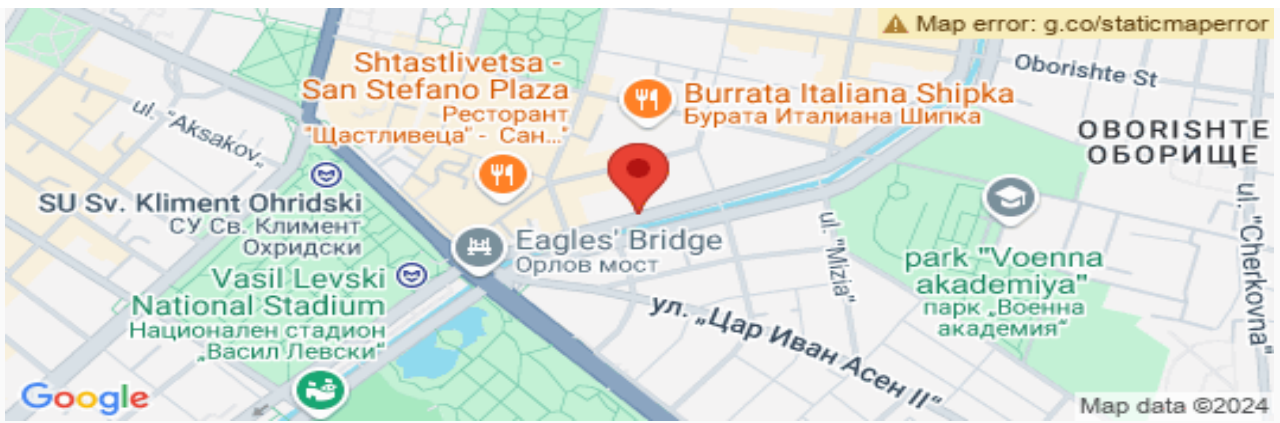 ⚠ Map error: g.co/staticmaperror
Shtastlivetsa -
San Stefano Plaza
Ресторант
"Щастливеца" - Сан..."
Burrata Italiana Shipka
Бурата Италиана Шипка
Oborishte St
OBORISHTE
ОБОРИЩЕ
ul. "Aksakov„
SU Sv. Kliment Ohridski
СУ Св. Климент
Охридски
Eagles' Bridge
Орлов мост
Vasil Levski
National Stadium
Национален стадион
„Васил Левски"
ul. "Mizia"
park "Voenna
akademiya"
парк „Военна
академия"
ul. "Cherkovna"
ул. „Цар Иван Асен II“
Google
Map data ©2024